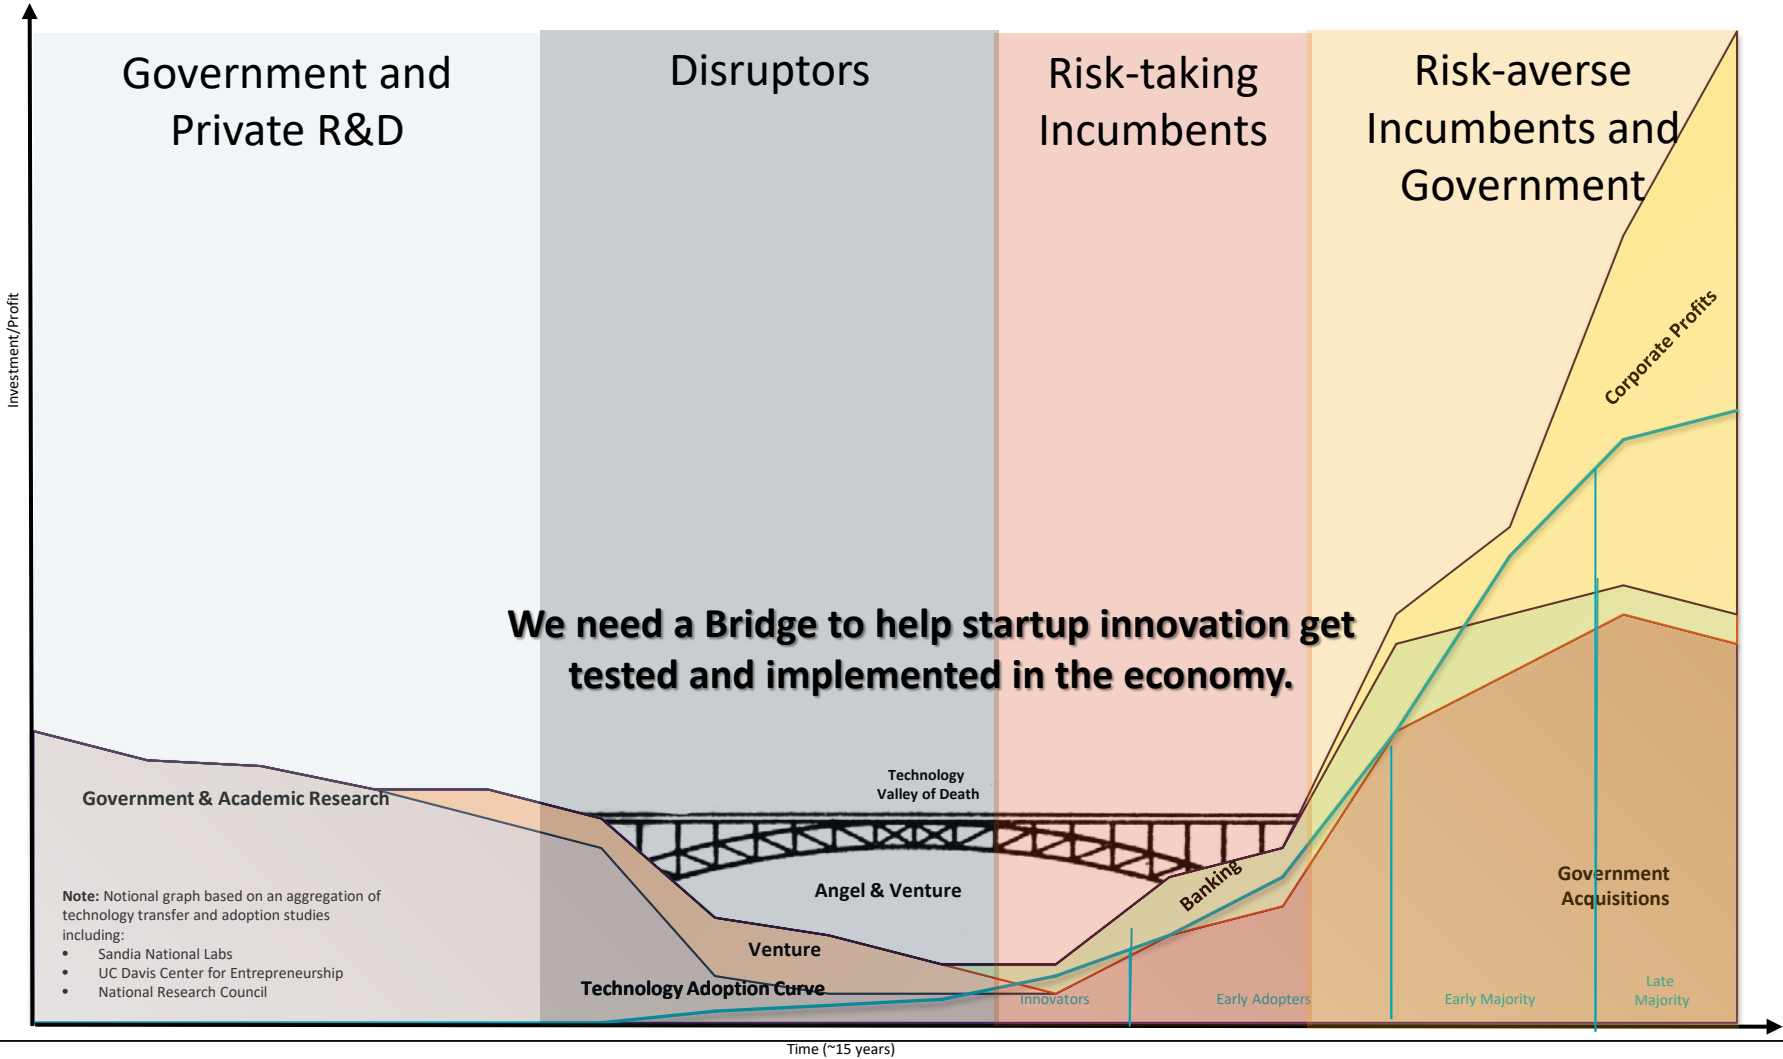 Government and
Private R&D
Disruptors
Risk-taking
Incumbents
Risk-averse
Incumbents and
Government
Investment/Profit
Corporate Profits
We need a Bridge to help startup innovation get
tested and implemented in the economy.
Technology
Valley of Death
Government & Academic Research
Angel & Venture
Banking
Government
Acquisitions
Note: Notional graph based on an aggregation of
technology transfer and adoption studies
including:
• Sandia National Labs
• UC Davis Center for Entrepreneurship
• National Research Council
Venture
Technology Adoption Curve
Innovators
Early Adopters
Early Majority
Late
Majority
Time (~15 years)